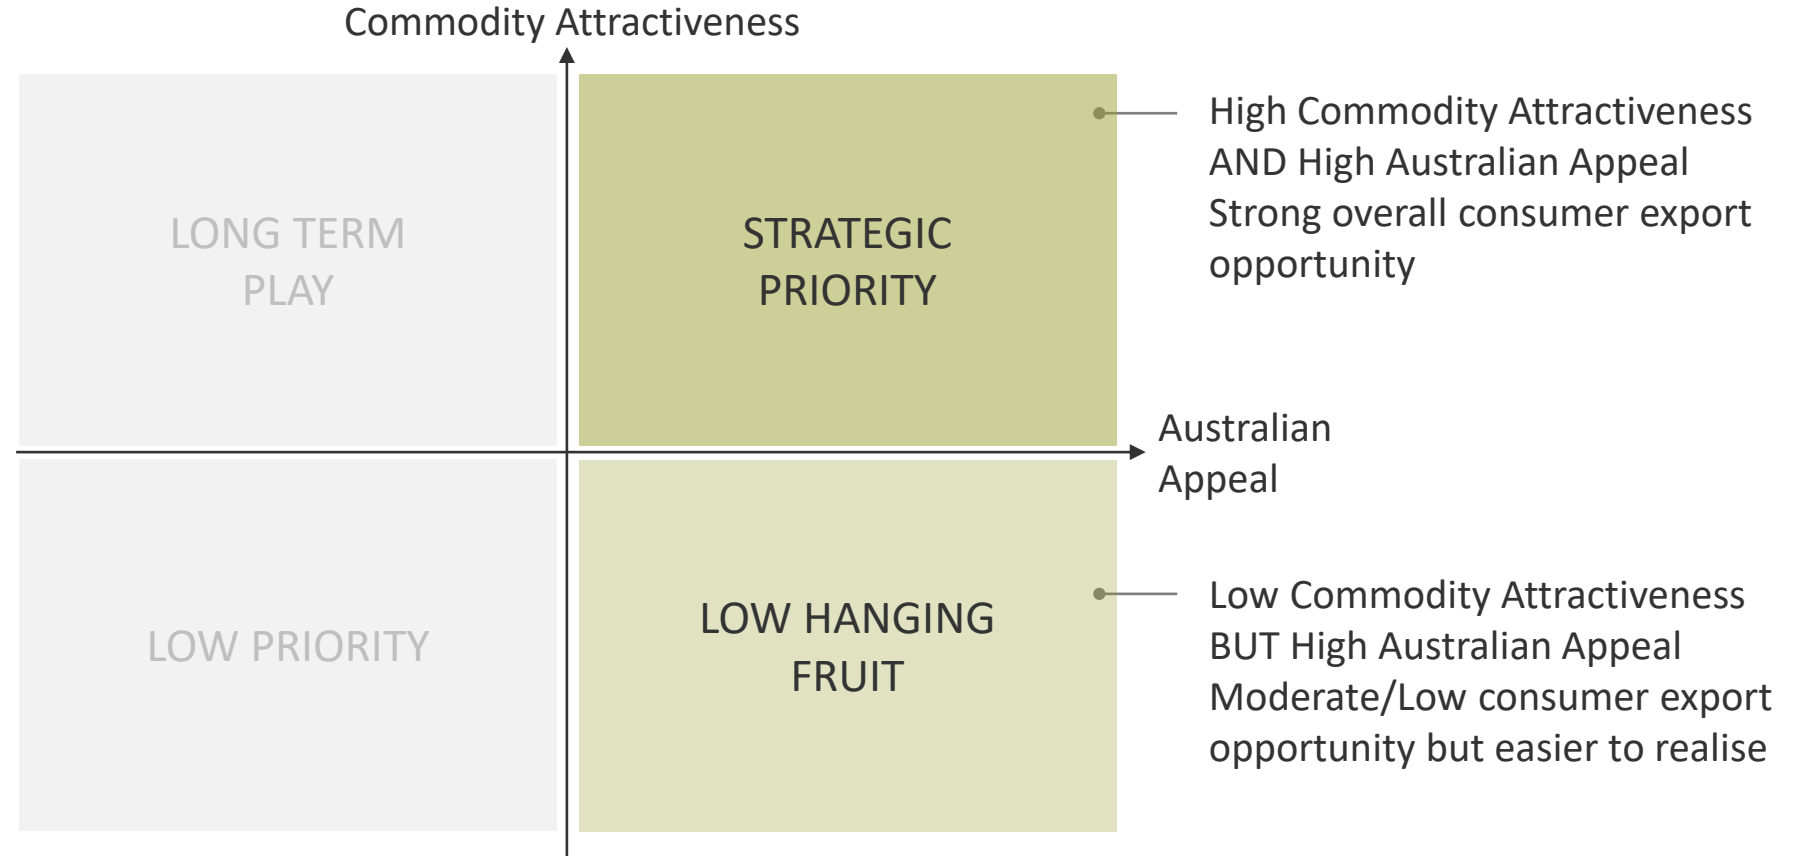 Commodity Attractiveness
LONG TERM
PLAY
STRATEGIC
PRIORITY
High Commodity Attractiveness
AND High Australian Appeal
Strong overall consumer export
opportunity
Australian
Appeal
LOW PRIORITY
LOW HANGING
FRUIT
Low Commodity Attractiveness
BUT High Australian Appeal
Moderate/Low consumer export
opportunity but easier to realise